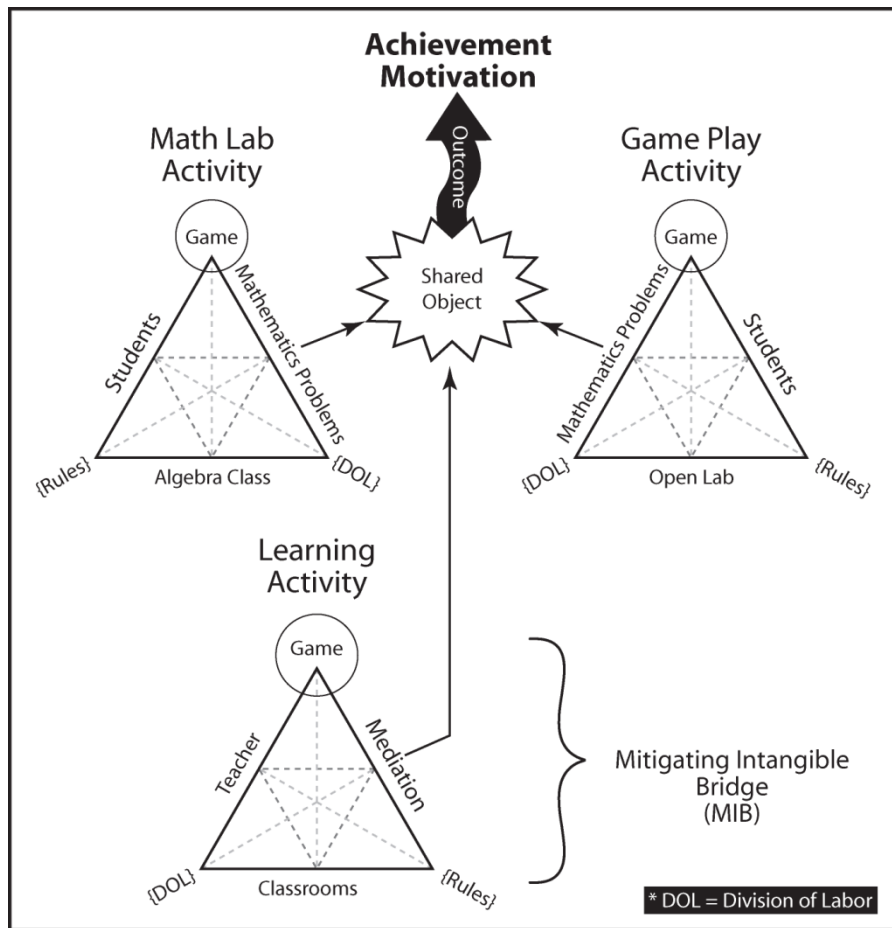 Achievement
Motivation
Outcome
Math Lab
Activity
Game Play
Activity
Game
Students
Mathematics Problems
{Rules}
Algebra Class
{DOL}
Shared
Object
Game
Mathematics Problems
Students
{DOL}
Open Lab
{Rules}
Learning
Activity
Game
Teacher
Mediation
{DOL}
Classrooms
{Rules}
Mitigating Intangible
Bridge
(MIB)
* DOL = Division of Labor